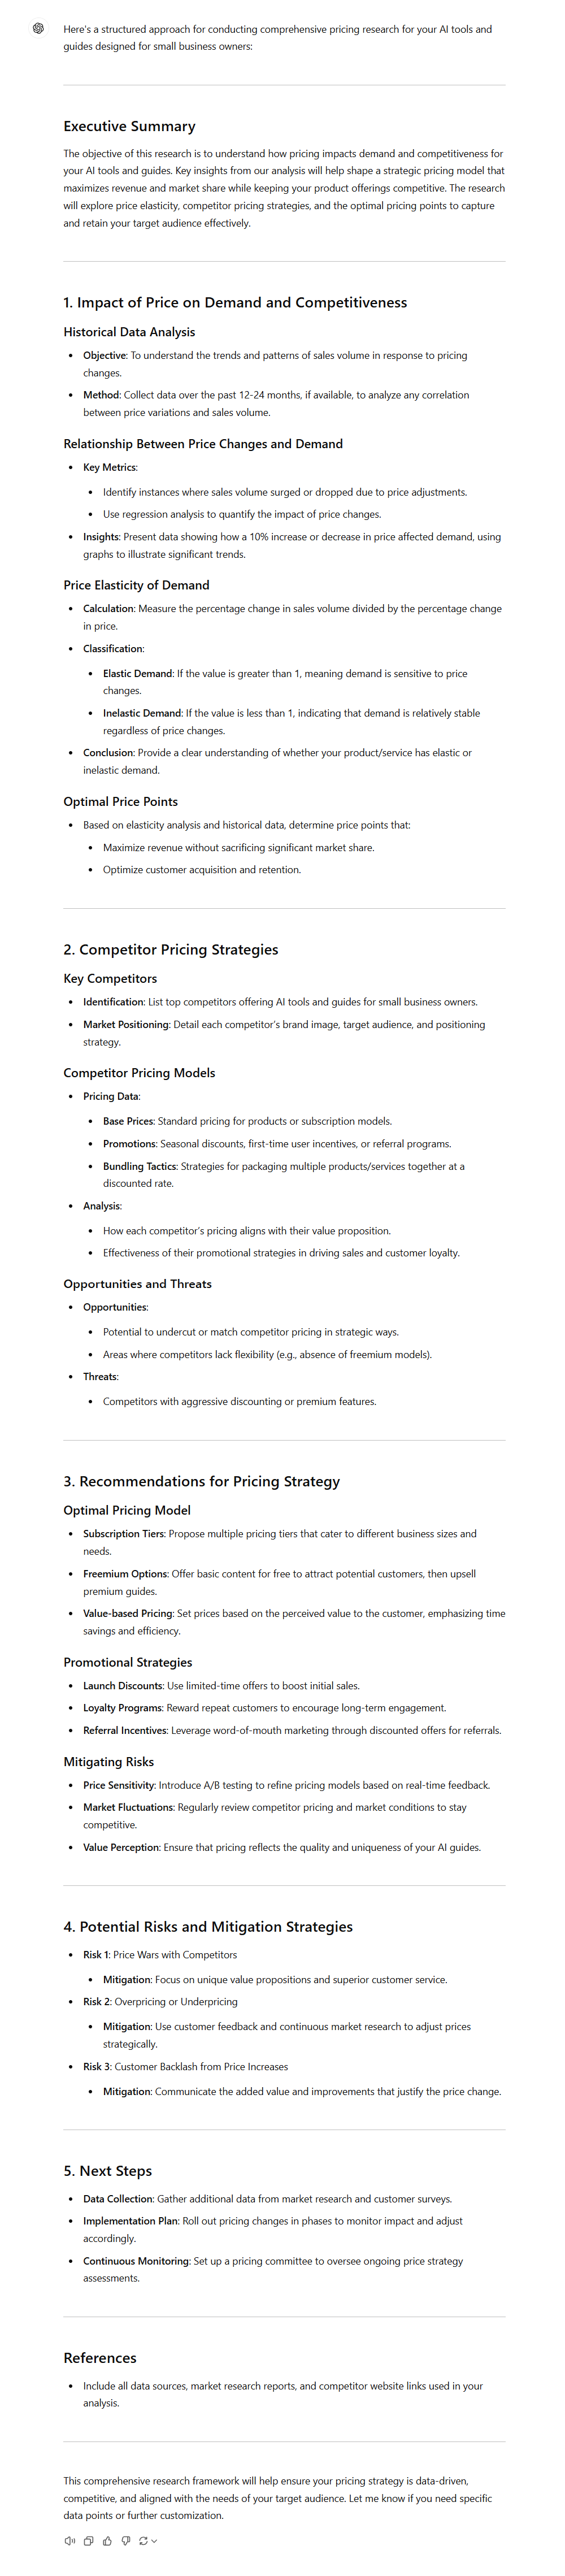 Here's a structured approach for conducting comprehensive pricing research for your AI tools and
guides designed for small business owners:
Executive Summary
The objective of this research is to understand how pricing impacts demand and competitiveness for
your AI tools and guides. Key insights from our analysis will help shape a strategic pricing model that
maximizes revenue and market share while keeping your product offerings competitive. The research
will explore price elasticity, competitor pricing strategies, and the optimal pricing points to capture
and retain your target audience effectively.
1. Impact of Price on Demand and Competitiveness
Historical Data Analysis
• Objective: To understand the trends and patterns of sales volume in response to pricing
changes.
• Method: Collect data over the past 12-24 months, if available, to analyze any correlation
between price variations and sales volume.
Relationship Between Price Changes and Demand
• Key Metrics:
• Identify instances where sales volume surged or dropped due to price adjustments.
• Use regression analysis to quantify the impact of price changes.
• Insights: Present data showing how a 10% increase or decrease in price affected demand, using
graphs to illustrate significant trends.
Price Elasticity of Demand
• Calculation: Measure the percentage change in sales volume divided by the percentage change
in price.
• Classification:
• Elastic Demand: If the value is greater than 1, meaning demand is sensitive to price
changes.
• Inelastic Demand: If the value is less than 1, indicating that demand is relatively stable
regardless of price changes.
• Conclusion: Provide a clear understanding of whether your product/service has elastic or
inelastic demand.
Optimal Price Points
• Based on elasticity analysis and historical data, determine price points that:
• Maximize revenue without sacrificing significant market share.
• Optimize customer acquisition and retention.
2. Competitor Pricing Strategies
Key Competitors
• Identification: List top competitors offering AI tools and guides for small business owners.
• Market Positioning: Detail each competitor's brand image, target audience, and positioning
strategy.
Competitor Pricing Models
• Pricing Data:
• Base Prices: Standard pricing for products or subscription models.
• Promotions: Seasonal discounts, first-time user incentives, or referral programs.
• Bundling Tactics: Strategies for packaging multiple products/services together at a
discounted rate.
• Analysis:
• How each competitor's pricing aligns with their value proposition.
• Effectiveness of their promotional strategies in driving sales and customer loyalty.
Opportunities and Threats
• Opportunities:
• Potential to undercut or match competitor pricing in strategic ways.
• Areas where competitors lack flexibility (e.g., absence of freemium models).
• Threats:
• Competitors with aggressive discounting or premium features.
3. Recommendations for Pricing Strategy
Optimal Pricing Model
• Subscription Tiers: Propose multiple pricing tiers that cater to different business sizes and
needs.
• Freemium Options: Offer basic content for free to attract potential customers, then upsell
premium guides.
• Value-based Pricing: Set prices based on the perceived value to the customer, emphasizing time
savings and efficiency.
Promotional Strategies
• Launch Discounts: Use limited-time offers to boost initial sales.
• Loyalty Programs: Reward repeat customers to encourage long-term engagement.
• Referral Incentives: Leverage word-of-mouth marketing through discounted offers for referrals.
Mitigating Risks
• Price Sensitivity: Introduce A/B testing to refine pricing models based on real-time feedback.
• Market Fluctuations: Regularly review competitor pricing and market conditions to stay
competitive.
• Value Perception: Ensure that pricing reflects the quality and uniqueness of your AI guides.
4. Potential Risks and Mitigation Strategies
• Risk 1: Price Wars with Competitors
• Mitigation: Focus on unique value propositions and superior customer service.
• Risk 2: Overpricing or Underpricing
• Mitigation: Use customer feedback and continuous market research to adjust prices
strategically.
• Risk 3: Customer Backlash from Price Increases
• Mitigation: Communicate the added value and improvements that justify the price change.
5. Next Steps
• Data Collection: Gather additional data from market research and customer surveys.
• Implementation Plan: Roll out pricing changes in phases to monitor impact and adjust
accordingly.
• Continuous Monitoring: Set up a pricing committee to oversee ongoing price strategy
assessments.
References
• Include all data sources, market research reports, and competitor website links used in your
analysis.
This comprehensive research framework will help ensure your pricing strategy is data-driven,
competitive, and aligned with the needs of your target audience. Let me know if you need specific
data points or further customization.